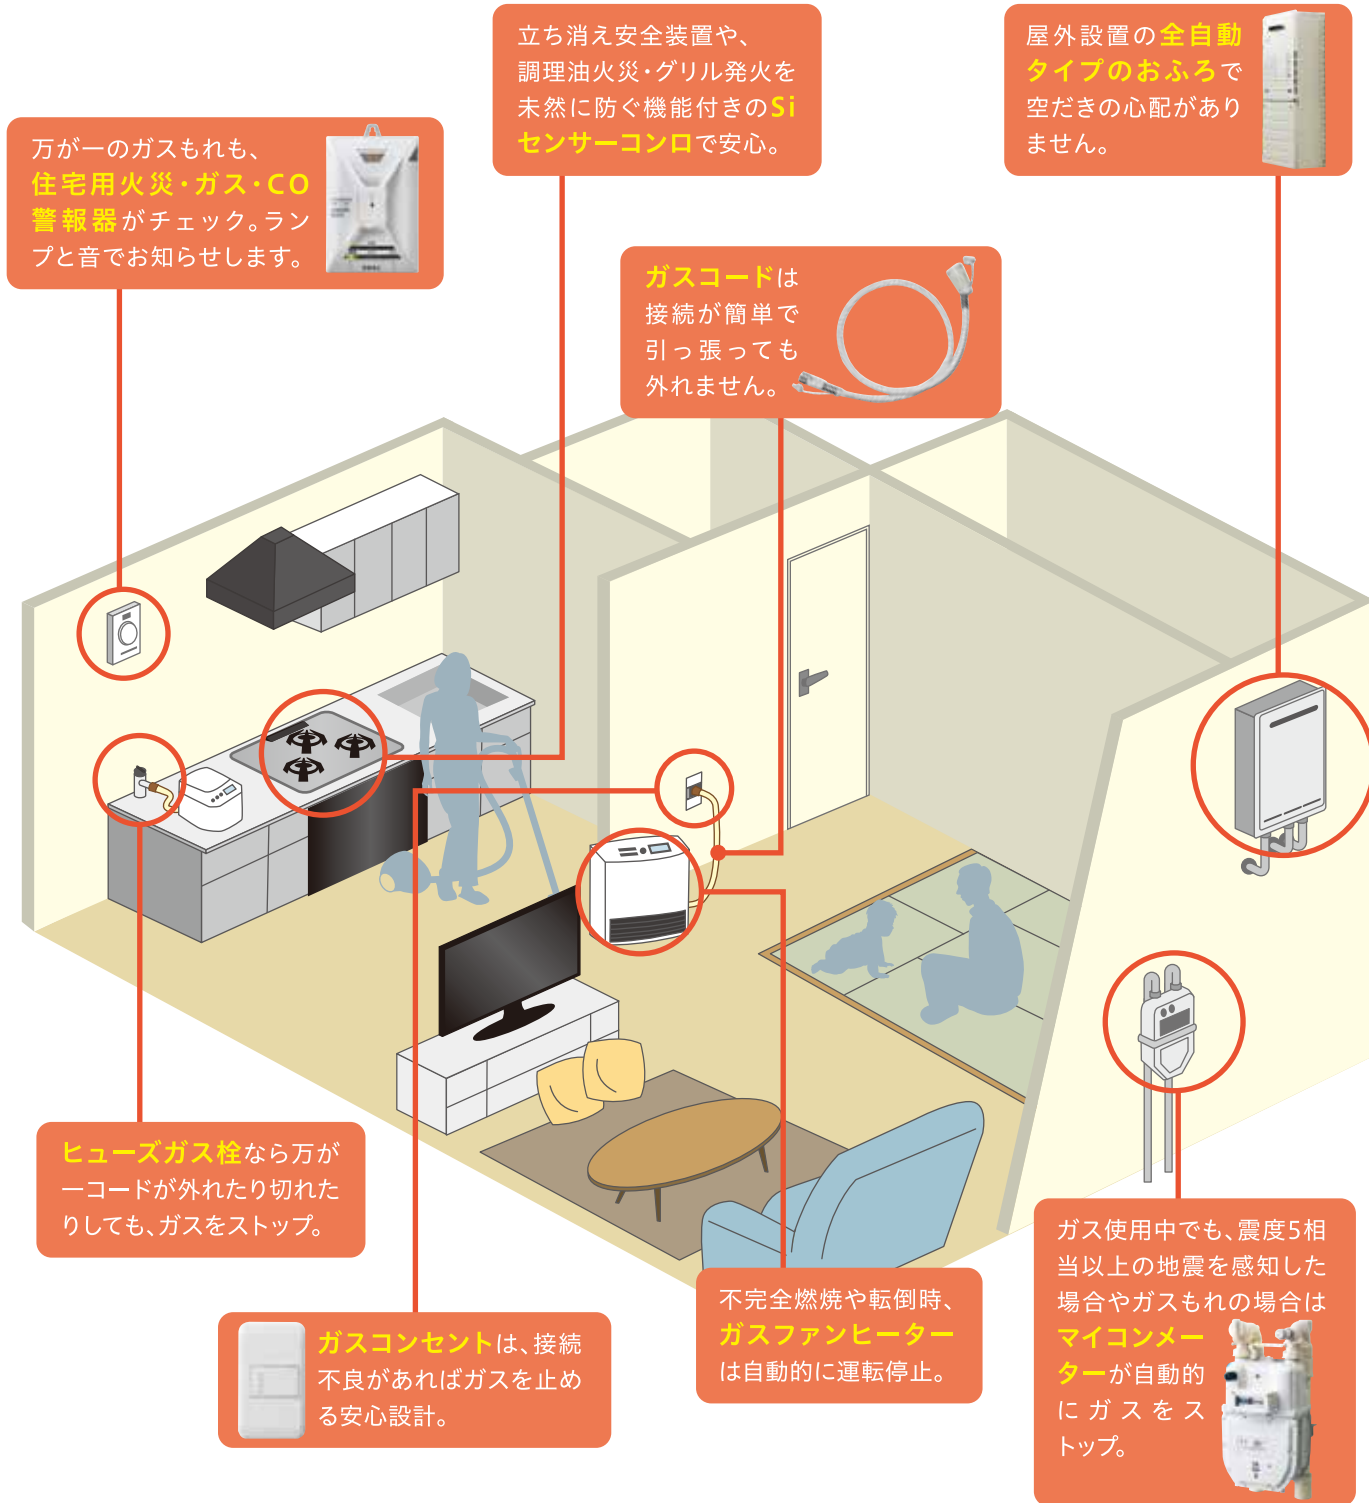 立ち消え安全装置や、
調理油火災・グリル発火を
未然に防ぐ機能付きのSi
センサーコンロで安心。
屋外設置の全自動
タイプのおふろで
空だきの心配があり
ません。
万が一のガスもれも、
住宅用火災・ガス・CO
警報器がチェック。ラン
プと音でお知らせします。
ガスコードは
接続が簡単で
引っ張っても
外れません。
ヒューズガス栓なら万が
一コードが外れたり切れた
りしても、ガスをストップ。
ガスコンセントは、接続
不良があればガスを止め
る安心設計。
不完全燃焼や転倒時、
ガスファンヒーター
は自動的に運転停止。
ガス使用中でも、震度5相
当以上の地震を感知した
場合やガスもれの場合は
マイコンメー
ターが自動的
にガスをス
トップ。